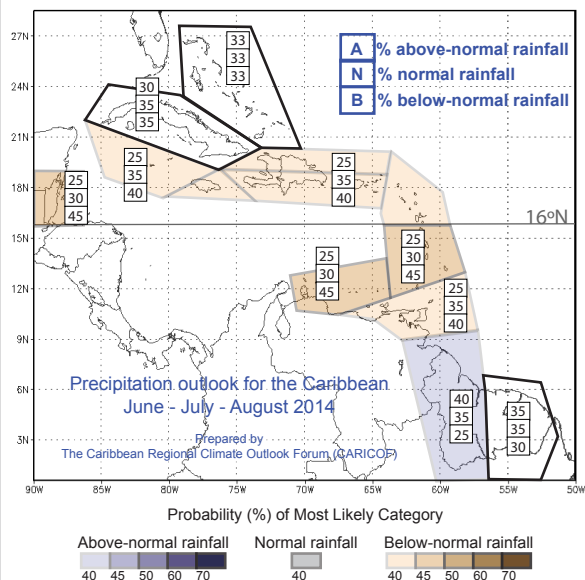 27N
24N
21N
18N
15N
12N
9N
6N
3N
90W
85W
80W
75W
70W
65W
60W
55W
50W
A % above-normal rainfall
N % normal rainfall
B % below-normal rainfall
33
33
33
30
35
35
25
35
40
25
35
40
25
30
45
16ºN
25
30
45
25
30
45
25
35
40
40
35
25
35
35
30
Precipitation outlook for the Caribbean
June - July - August 2014
Prepared by
The Caribbean Regional Climate Outlook Forum (CARICOF)
Probability (%) of Most Likely Category
Above-normal rainfall
40 45 50 60 70
Normal rainfall
40
Below-normal rainfall
40 45 50 60 70